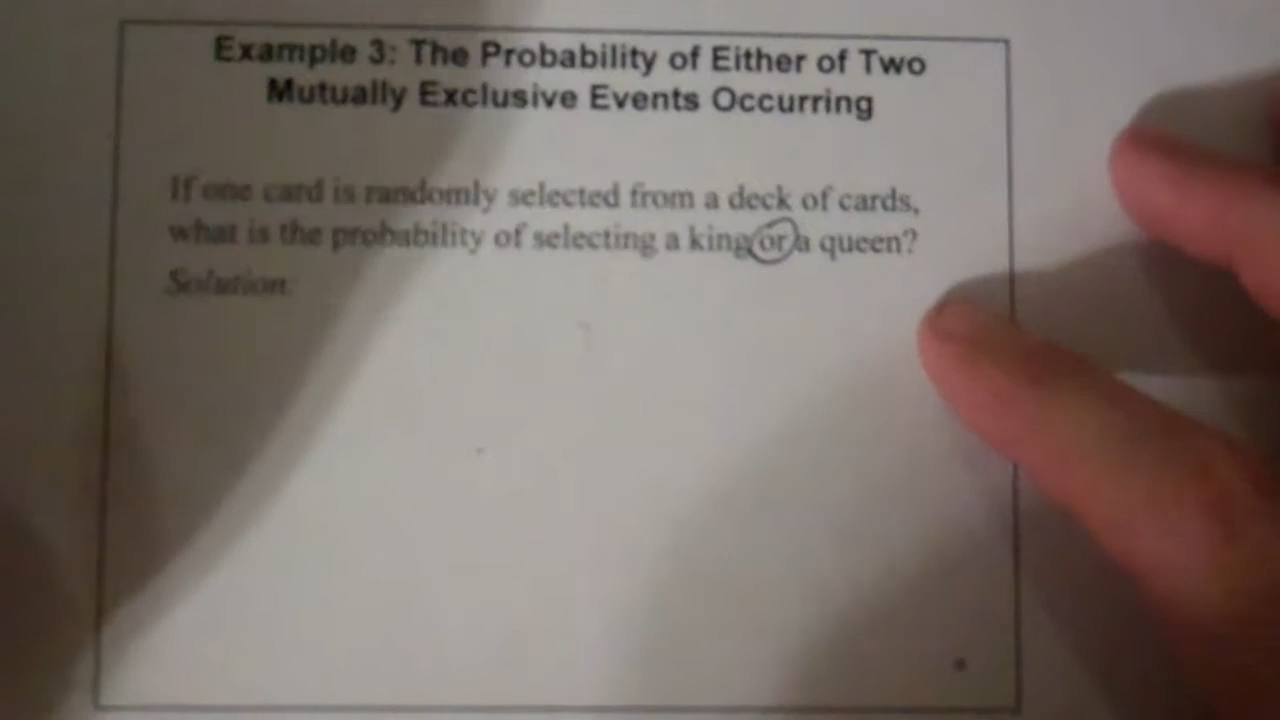 Example 3: The Probability of Either of Two
Mutually Exclusive Events Occurring
If one card is randomly selected from a deck of cards,
what is the probability of selecting a king or a queen?
Solution: